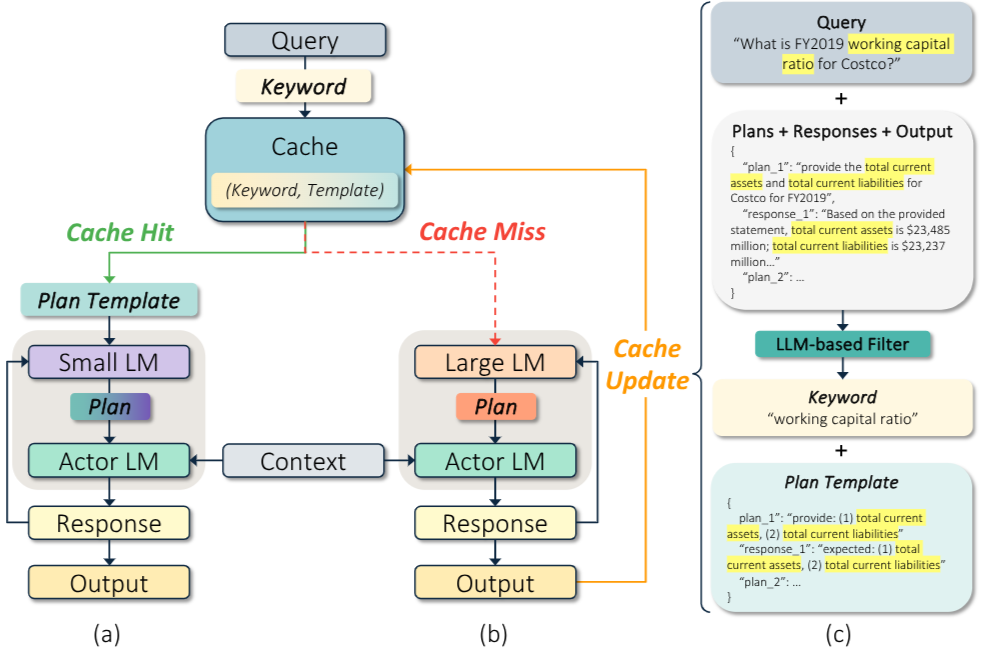 Query
Keyword
Cache
(Keyword, Template)
Cache Hit
Cache Miss
Plan Template
Small LM
Plan
Actor LM
Response
Output
(a)
Context
Large LM
Plan
Actor LM
Response
Output
(b)
Cache
Update
Query
“What is FY2019 working capital
ratio for Costco?”
+
Plans + Responses + Output
{
“plan_1”: “provide the total current
assets and total current liabilities for
Costco for FY2019”,
“response_1”: “Based on the provided
statement, total current assets is $23,485
million; total current liabilities is $23,237
million...”
“plan_2”: ...
}
LLM-based Filter
Keyword
“working capital ratio”
+
Plan Template
{
plan_1”: “provide: (1) total current
assets, (2) total current liabilities”
“response_1”: “expected: (1) total
current assets, (2) total current liabilities”
“plan_2”: ...
}
(c)